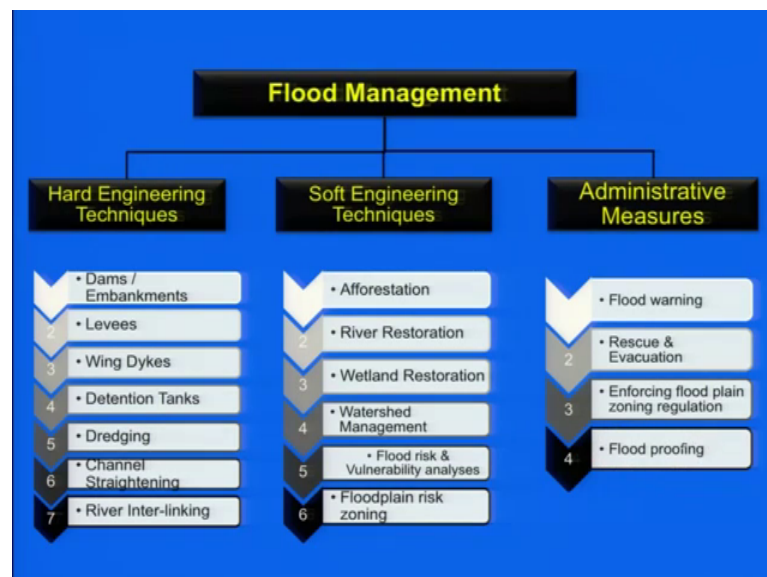 Flood Management
Hard Engineering
Techniques
• Dams /
Embankments
2
• Levees
3
• Wing Dykes
4
• Detention Tanks
5
• Dredging
6
• Channel
Straightening
7
• River Inter-linking
Soft Engineering
Techniques
• Afforestation
2
• River Restoration
3
• Wetland Restoration
4
• Watershed
Management
5
• Flood risk &
Vulnerability analyses
6
• Floodplain risk
zoning
Administrative
Measures
• Flood warning
2
• Rescue &
Evacuation
3
• Enforcing flood plain
zoning regulation
4
• Flood proofing